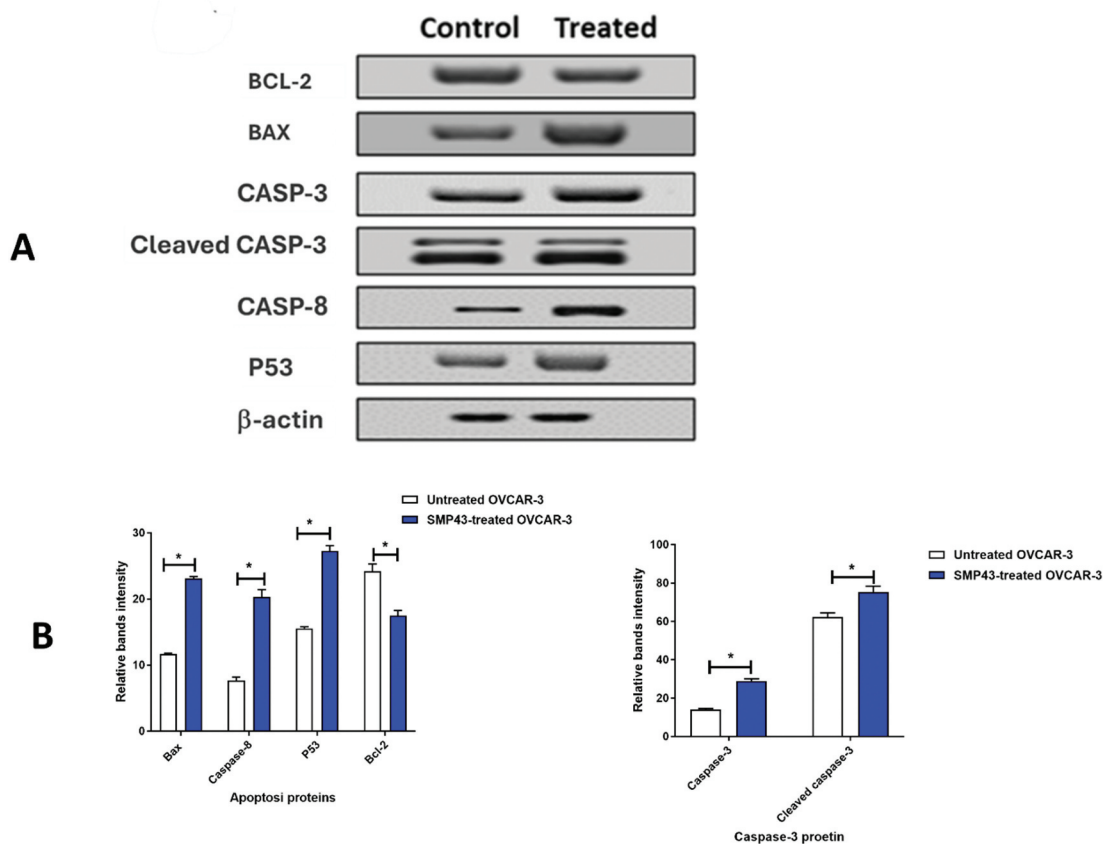 Control Treated
BCL-2
BAX
CASP-3
Cleaved CASP-3
CASP-8
P53
β-actin
A
Untreated OVCAR-3
SMP43-treated OVCAR-3
Relative bands intensity
30
20
10
0
*
*
*
*
Bax
Caspase-8
P53
Bcl-2
Apoptosi proteins
B
Untreated OVCAR-3
SMP43-treated OVCAR-3
Relative bands intensity
100
80
60
40
20
0
*
*
Caspase-3
Cleaved caspase-3
Caspase-3 proetin